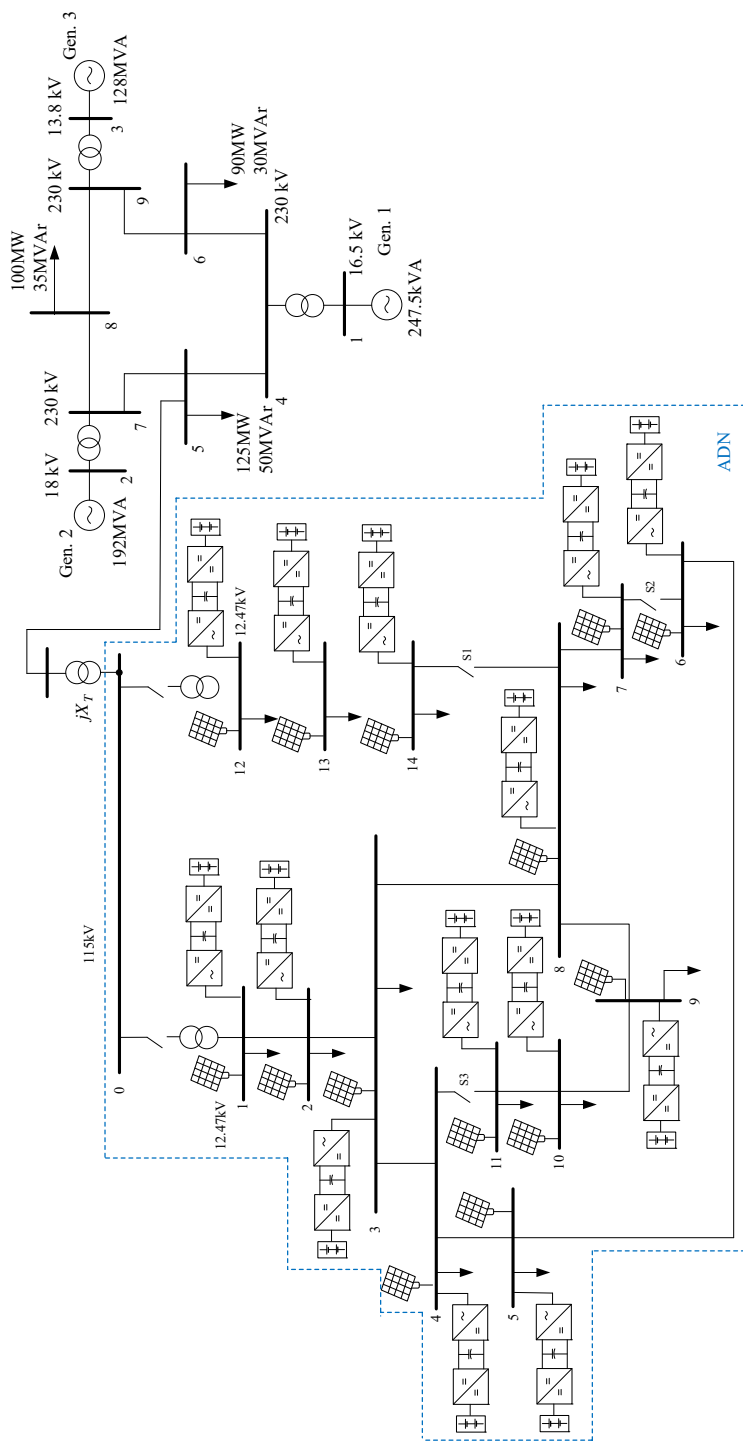 Gen. 3
13.8 kV
128MVA
3
230 kV
9
90MW
30MVAr
6
100MW
35MVAr
8
230 kV
16.5 kV
Gen. 1
1
247.5kVA
4
230 kV
7
5
125MW
50MVAr
18 kV
2
Gen. 2
192MVA
ADN
jX_T
115kV
0
12.47kV
12
13
14
S1
S2
7
6
12.47kV
1
2
3
8
S3
11
10
9
4
5